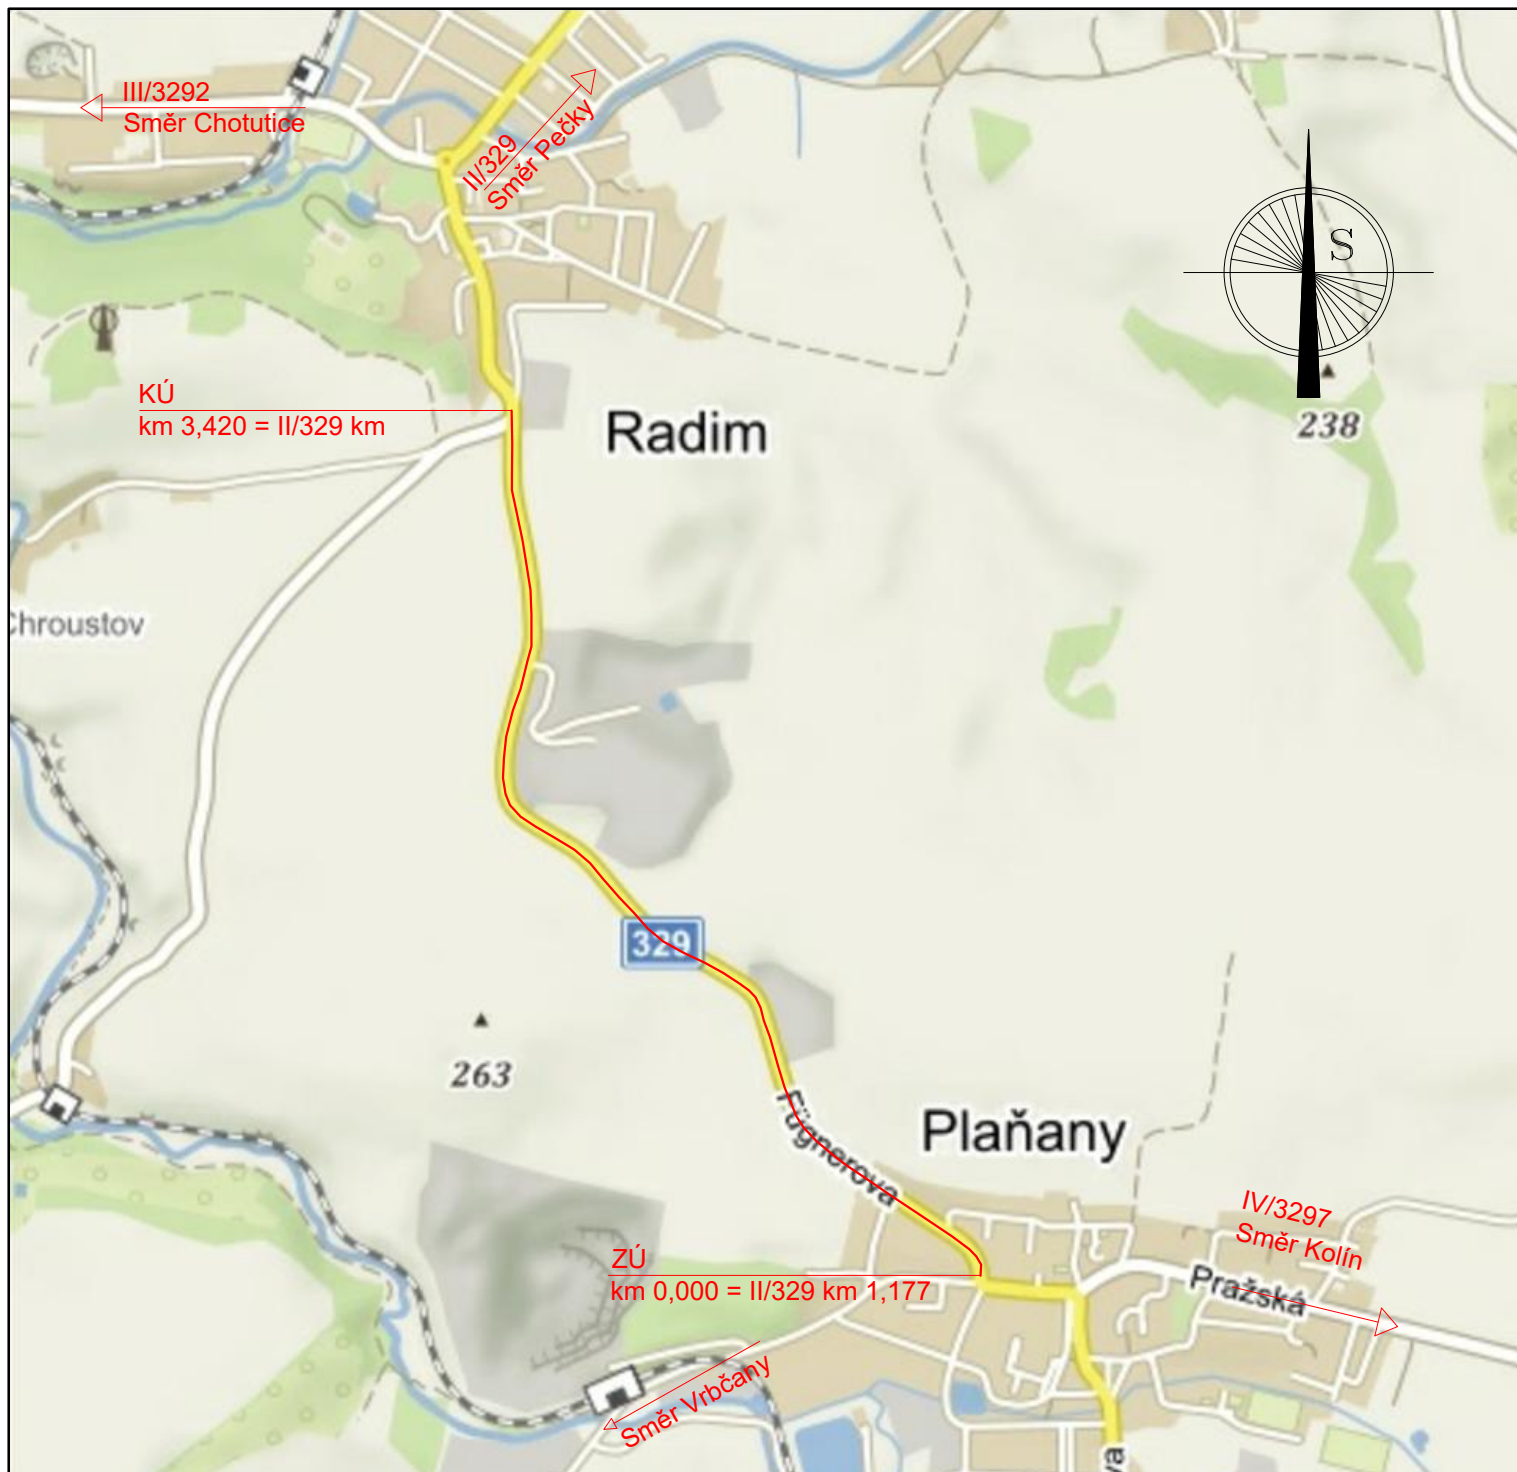 III/3292
Směr Chotutice
II/329
Směr Pečky
S
KÚ
km 3,420 = II/329 km
Radim
238
Chroustov
329
263
Fügnerova
Plaňany
IV/3297
Směr Kolín
ZÚ
km 0,000 = II/329 km 1,177
Pražská
Směr Vrbčany
va